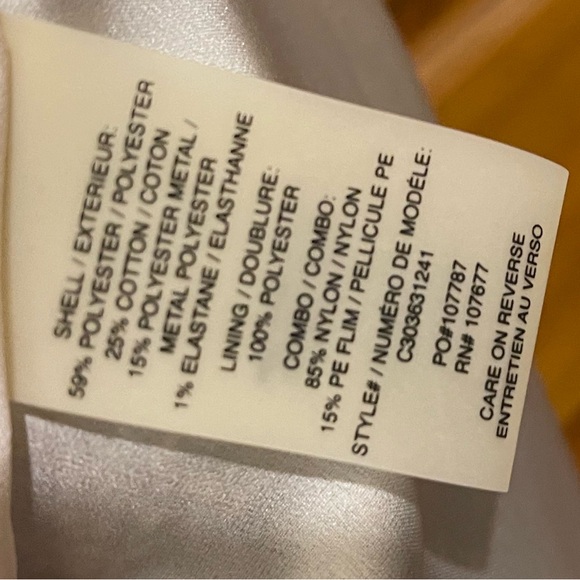 SHELL / EXTERIEUR:
59% POLYESTER / POLYESTER
25% COTTON / COTON
15% POLYESTER METAL /
METAL POLYESTER
1% ELASTANE / ELASTHANNE
LINING / DOUBLURE:
100% POLYESTER
COMBO / COMBO:
85% NYLON / NYLON
15% PE FLIM / PELLICULE PE
STYLE# / NUMÉRO DE MODÉLE:
C303631241
PO#107787
RN# 107677
CARE ON REVERSE
ENTRETIEN AU VERSO